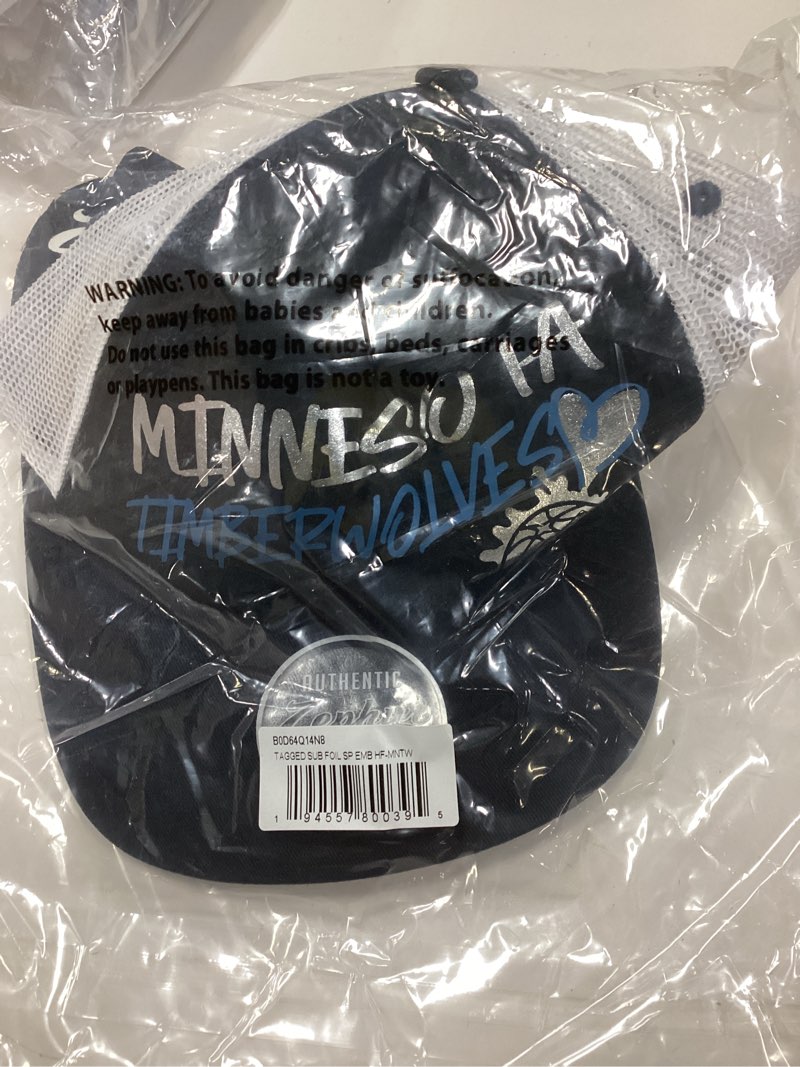 WARNING: To avoid danger of suffocation,
keep away from babies and children.
Do not use this bag in cribs, beds, carriages
or playpens. This bag is not a toy.
MINNESOTA
TIMBERWOLVES
AUTHENTIC
Zephyr
B0D64Q14N8
TAGGED SUB FOIL SP EMB HF-MNTW
1 94557 80039 5